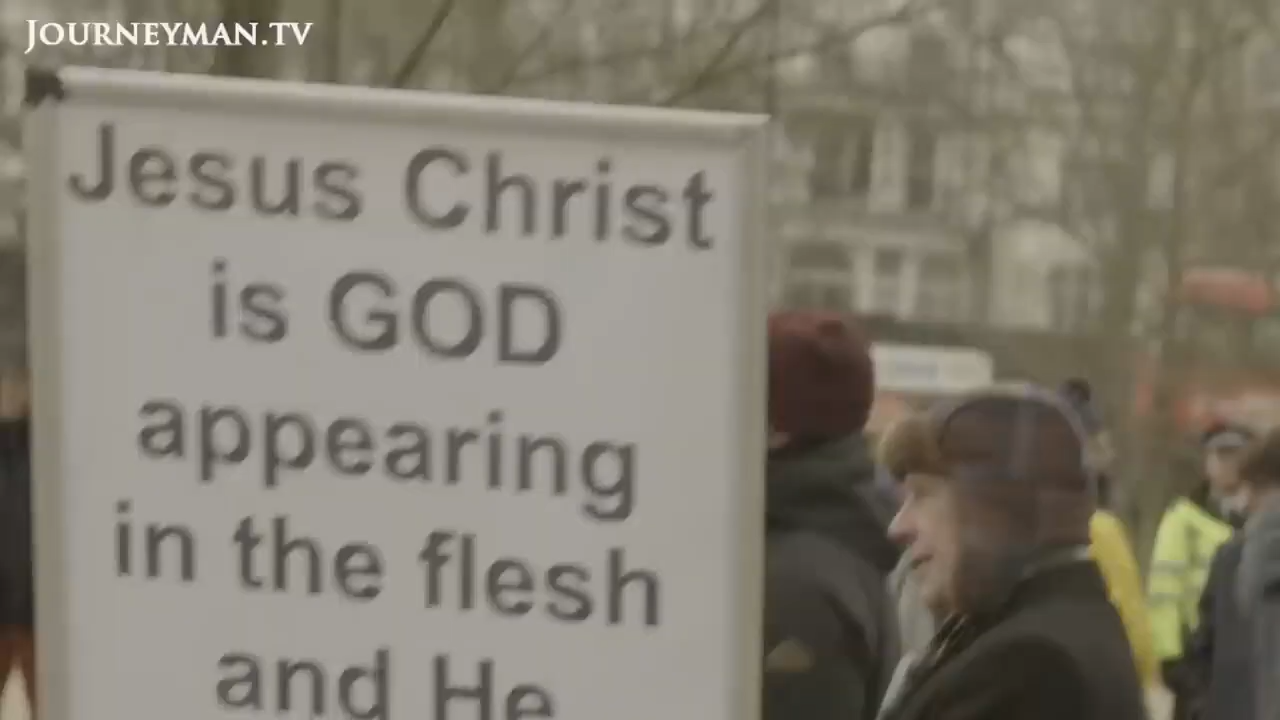 JOURNEYMAN.TV
Jesus Christ
is GOD
appearing
in the flesh
and He